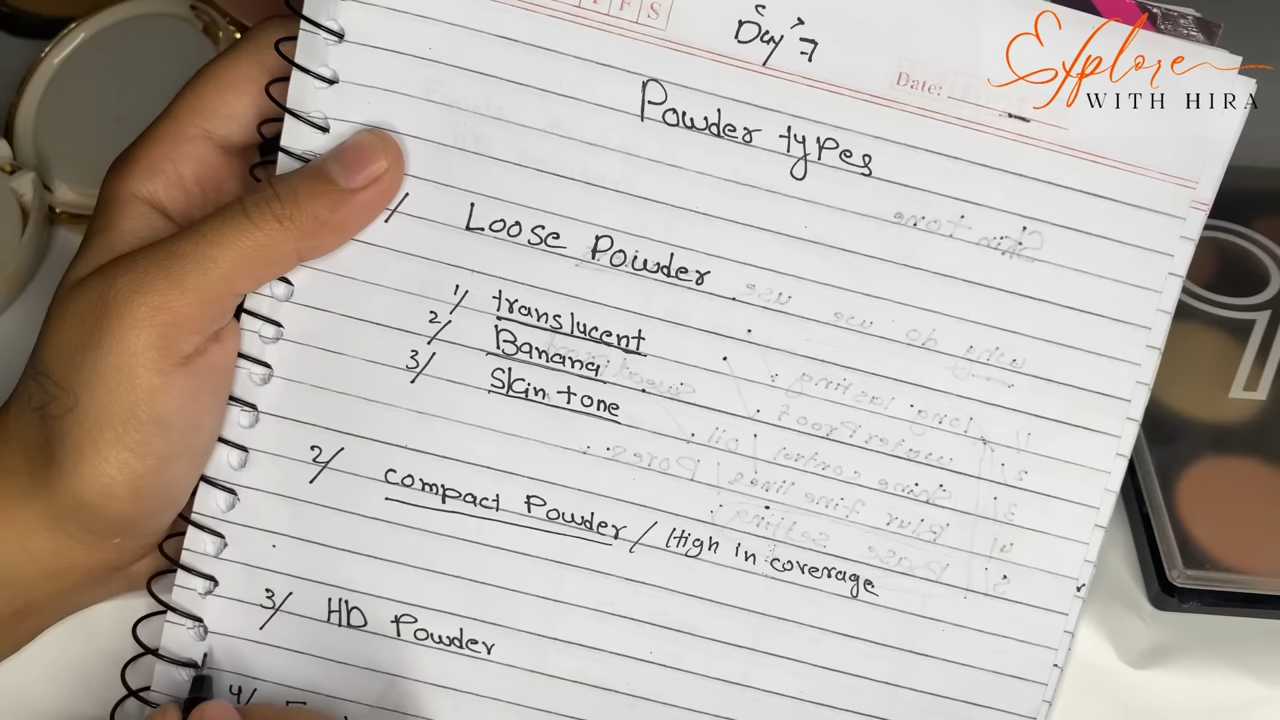 Day 7
Date:
Explore
WITH HIRA
Powder types
1/ Loose Powder
1/ translucent
2/ Banana
3/ Skin tone
2/ compact Powder / High in coverage
3/ HD Powder
4/